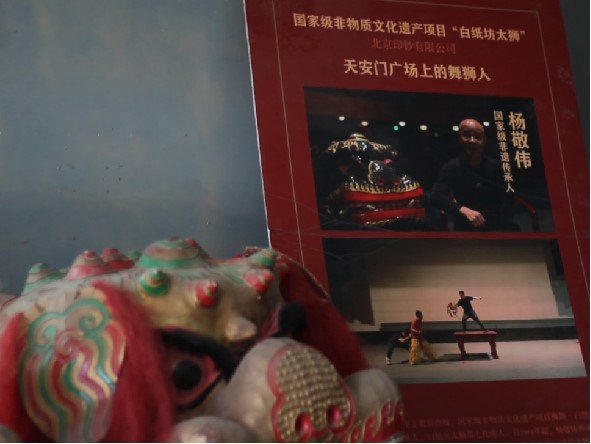 国家级非物质文化遗产项目“白纸坊太狮”
北京印钞有限公司
天安门广场上的舞狮人
杨敬伟
国家级非遗传承人